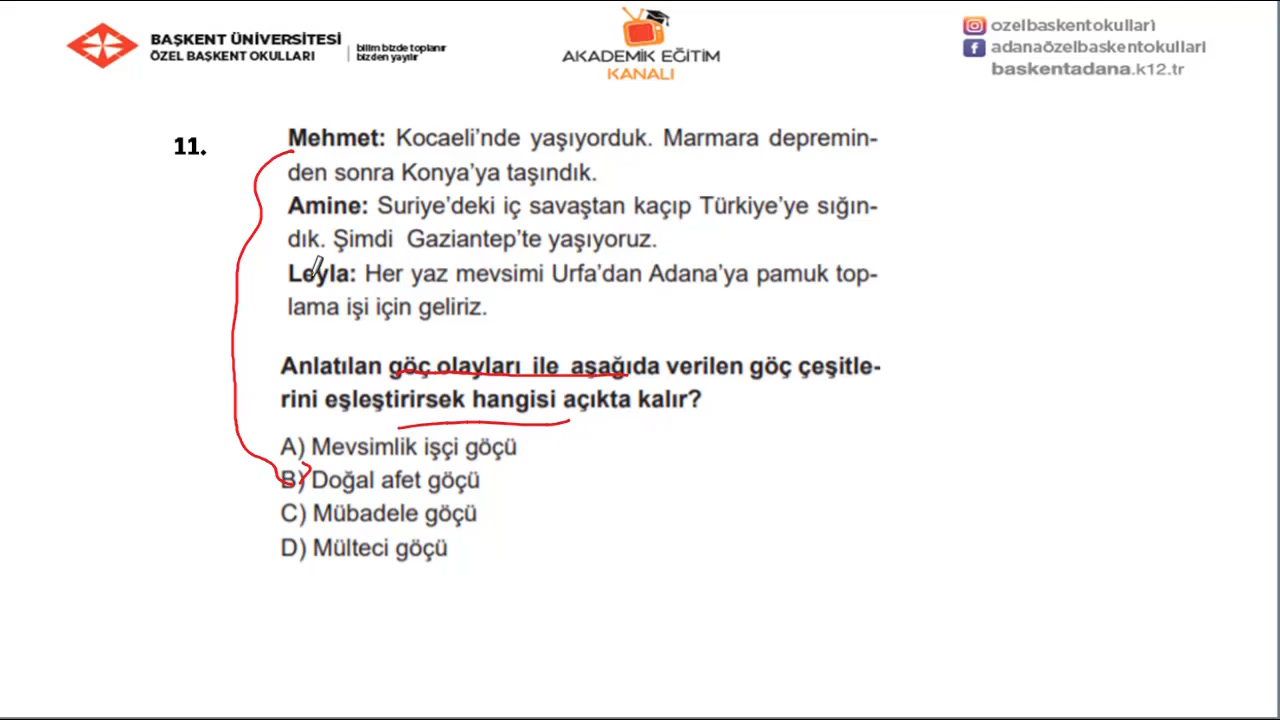 BAŞKENT ÜNİVERSİTESİ
ÖZEL BAŞKENT OKULLARI
bilim bizde toplanır
bizden yayılır
AKADEMİK EĞİTİM
KANALI
ozelbaskentokullari
adanaözelbaskentokullari
baskentadana.k12.tr
11.
Mehmet: Kocaeli'nde yaşıyorduk. Marmara depremin-
den sonra Konya'ya taşındık.
Amine: Suriye'deki iç savaştan kaçıp Türkiye'ye sığın-
dık. Şimdi Gaziantep'te yaşıyoruz.
Leyla: Her yaz mevsimi Urfa'dan Adana'ya pamuk top-
lama işi için geliriz.
Anlatılan göç olayları ile aşağıda verilen göç çeşitle-
rini eşleştirirsek hangisi açıkta kalır?
A) Mevsimlik işçi göçü
B) Doğal afet göçü
C) Mübadele göçü
D) Mülteci göçü